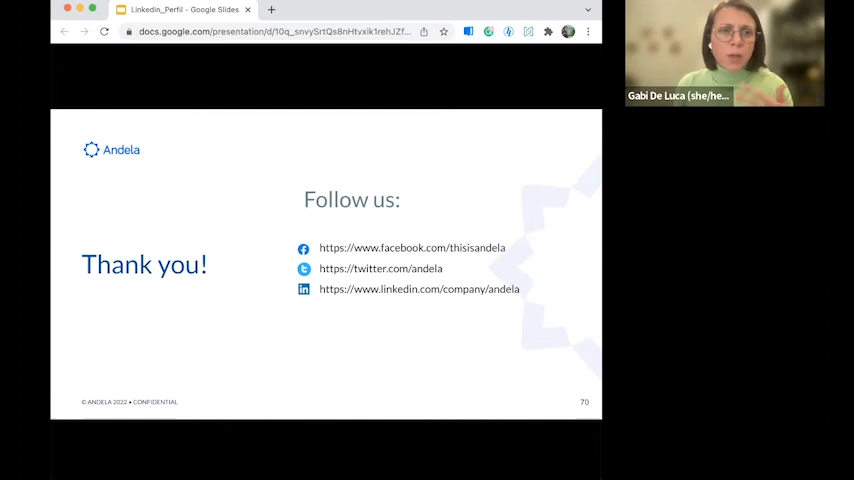 Linkedin_Perfil - Google Slides
docs.google.com/presentation/d/10q_snvySrtQs8nHtvxik1rehJZf...
Gabi De Luca (she/he...
Andela
Follow us:
Thank you!
https://www.facebook.com/thisisandela
https://twitter.com/andela
https://www.linkedin.com/company/andela
© ANDELA 2022 • CONFIDENTIAL
70